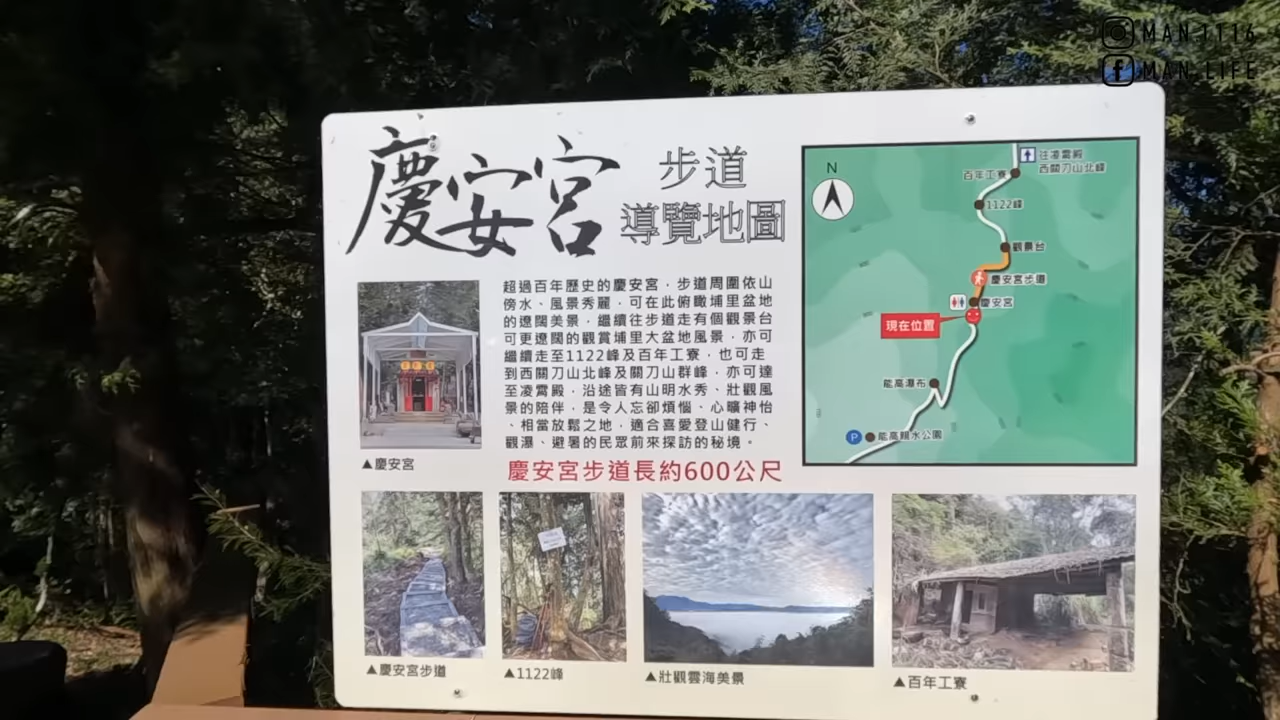 MAN.1116
MAN.LIFE
慶安宮
步道
導覽地圖
超過百年歷史的慶安宮，步道周圍依山
傍水、風景秀麗，可在此俯瞰埔里盆地
的遼闊美景，繼續往步道走有個觀景台
可更遼闊的觀賞埔里大盆地風景，亦可
繼續走至1122峰及百年工寮，也可走
到西關刀山北峰及關刀山群峰，亦可達
至凌霄殿，沿途皆有山明水秀、壯觀風
景的陪伴，是令人忘卻煩惱、心曠神怡
、相當放鬆之地，適合喜愛登山健行、
觀瀑、避暑的民眾前來探訪的秘境。
慶安宮步道長約600公尺
N
往凌雲殿
西關刀山北峰
百年工寮
1122峰
觀景台
慶安宮步道
慶安宮
現在位置
能高瀑布
P
能高親水公園
▲慶安宮
▲慶安宮步道
▲1122峰
▲壯觀雲海美景
▲百年工寮